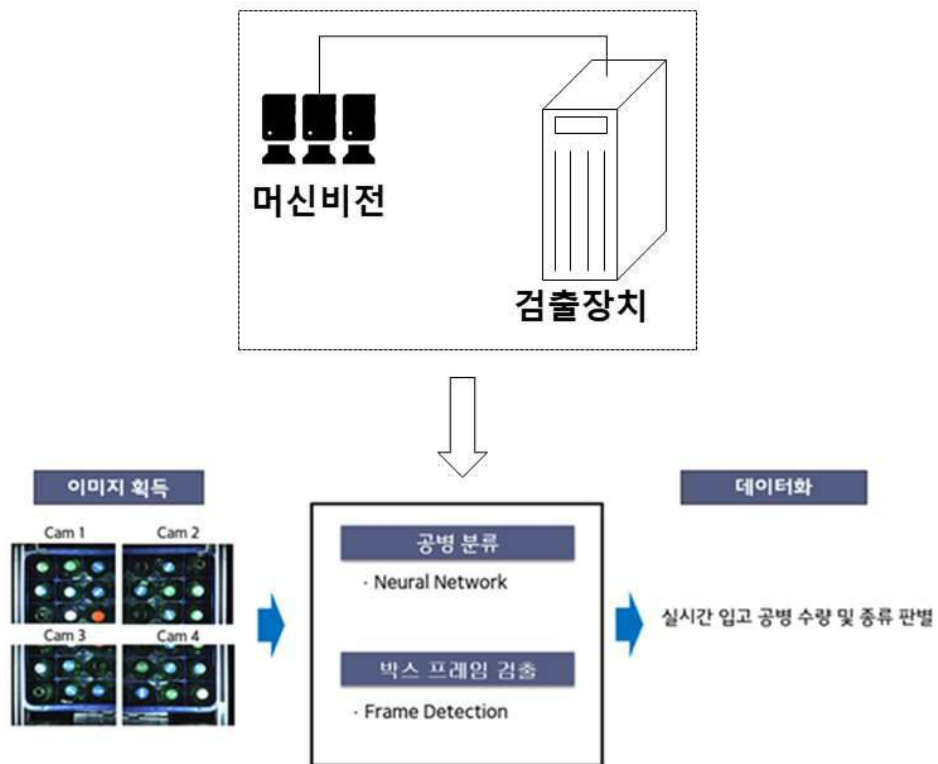 머신비전
검출장치
이미지 획득
Cam 1
Cam 2
Cam 3
Cam 4
공병 분류
· Neural Network
박스 프레임 검출
· Frame Detection
데이터화
실시간 입고 공병 수량 및 종류 판별